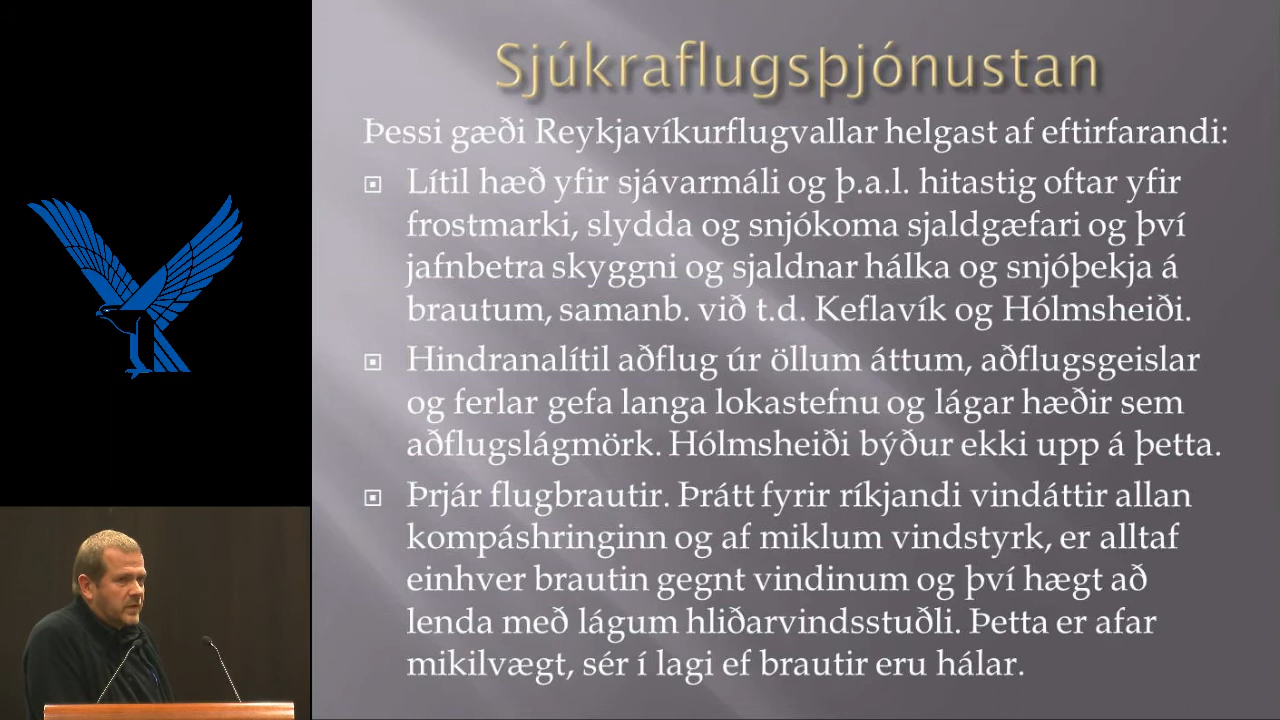 Sjúkraflugsþjónustan
Þessi gæði Reykjavíkurflugvallar helgast af eftirfarandi:
Lítil hæð yfir sjávarmáli og þ.a.l. hitastig oftar yfir
frostmarki, slydda og snjókoma sjaldgæfari og því
jafnbetra skyggni og sjaldnar hálka og snjóþekja á
brautum, samanb. við t.d. Keflavík og Hólmsheiði.
Hindranalítil aðflug úr öllum áttum, aðflugsgeislar
og ferlar gefa langa lokastefnu og lágar hæðir sem
aðflugslágmörk. Hólmsheiði býður ekki upp á þetta.
Þrjár flugbrautir. Þrátt fyrir ríkjandi vindáttir allan
kompáshringinn og af miklum vindstyrk, er alltaf
einhver brautin gegnt vindinum og því hægt að
lenda með lágum hliðarvindsstuðli. Þetta er afar
mikilvægt, sér í lagi ef brautir eru hálar.